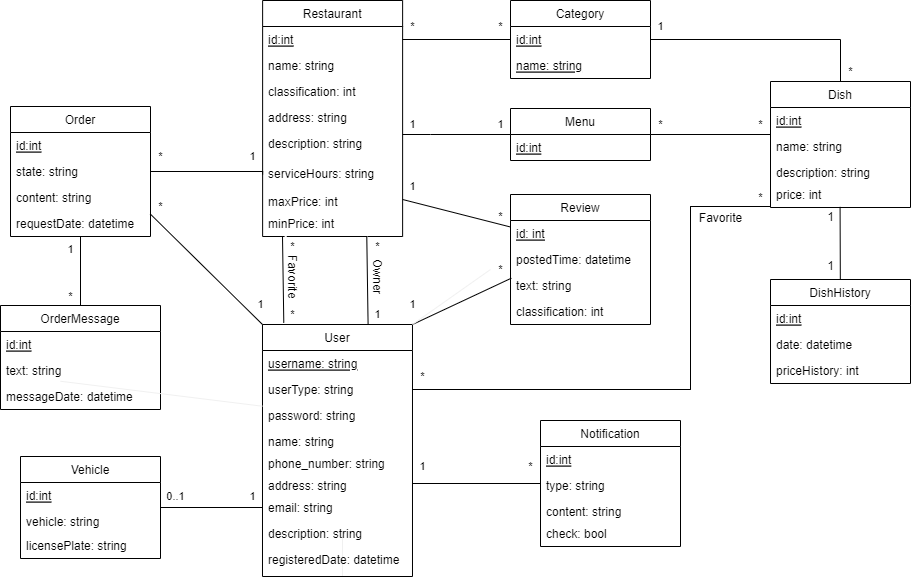 Restaurant
id:int
name: string
classification: int
address: string
description: string
serviceHours: string
maxPrice: int
minPrice: int
Category
id:int
name: string
Menu
id:int
Dish
id:int
name: string
description: string
price: int
Order
id:int
state: string
content: string
requestDate: datetime
Review
id: int
postedTime: datetime
text: string
classification: int
DishHistory
id:int
date: datetime
priceHistory: int
OrderMessage
id:int
text: string
messageDate: datetime
User
username: string
userType: string
password: string
name: string
phone_number: string
address: string
email: string
description: string
registeredDate: datetime
Vehicle
id:int
vehicle: string
licensePlate: string
Notification
id:int
type: string
content: string
check: bool
* *
1 *
1 1
* *
* 1
1 *
* Favorite *
* Owner 1
* 1
* 1
1 *
* Favorite *
1 1
0..1 1
1 *